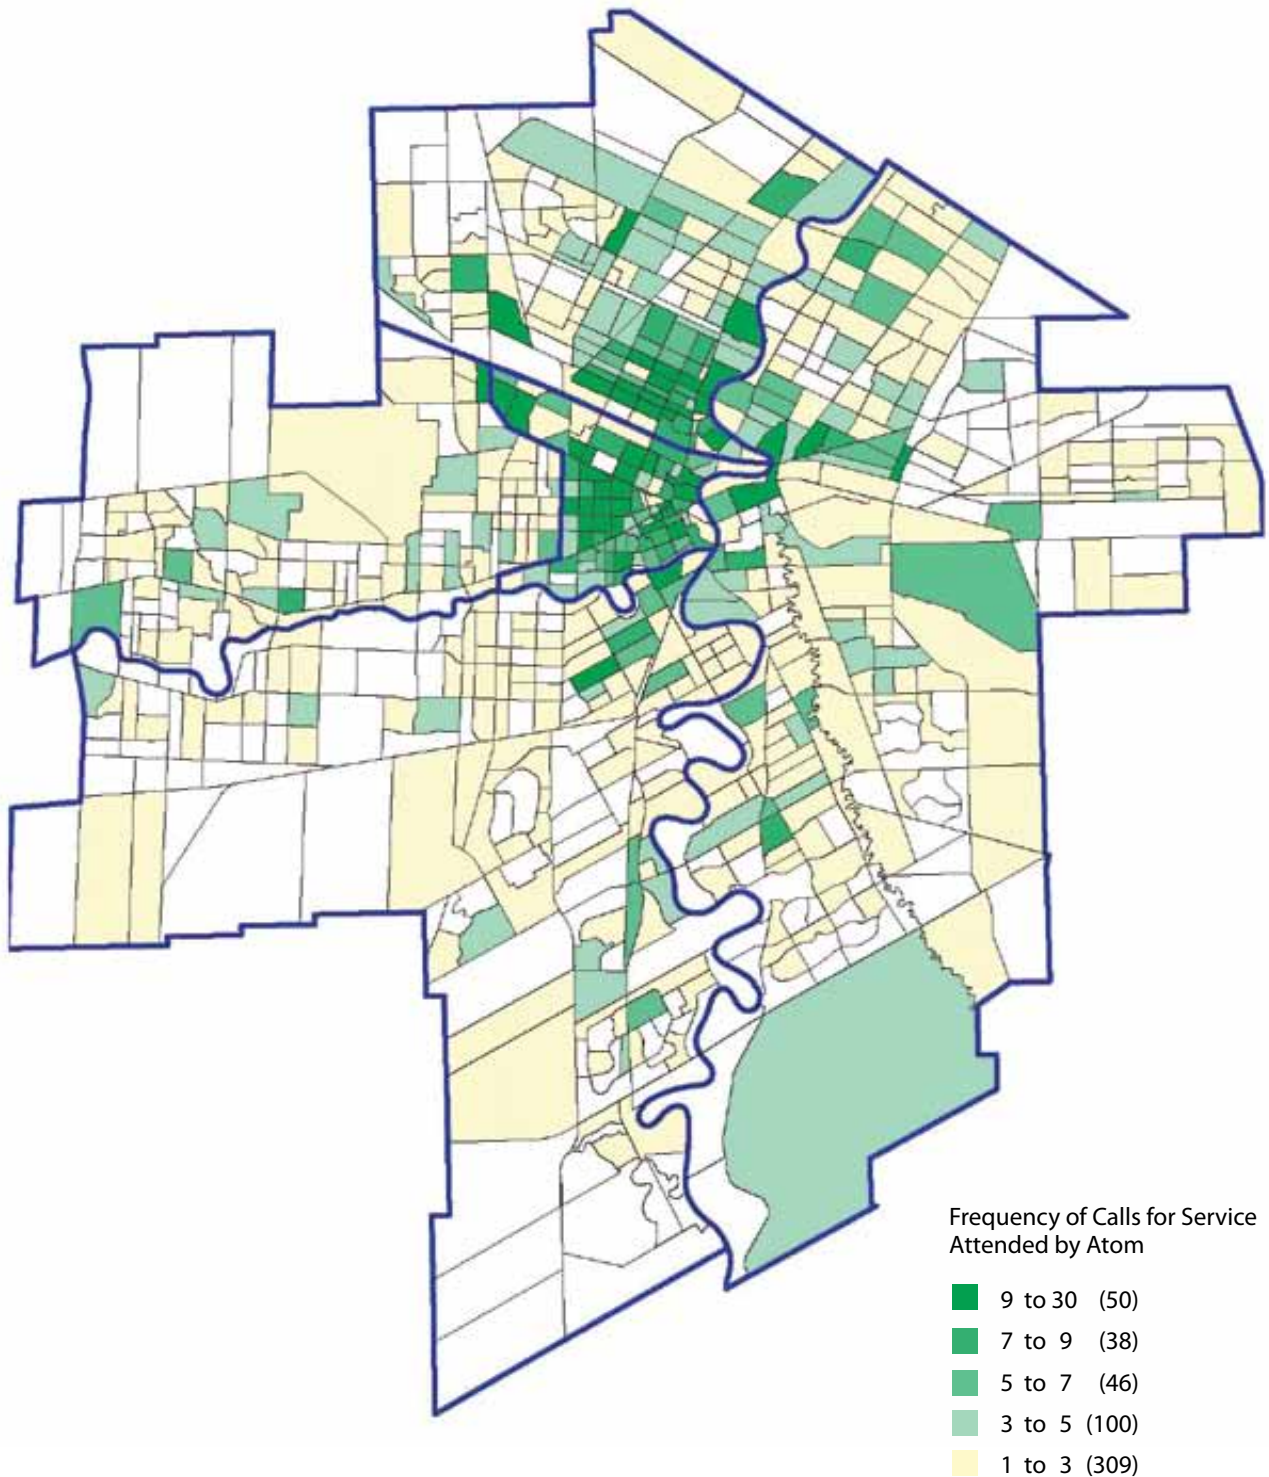 Frequency of Calls for Service
Attended by Atom
9 to 30 (50)
7 to 9 (38)
5 to 7 (46)
3 to 5 (100)
1 to 3 (309)